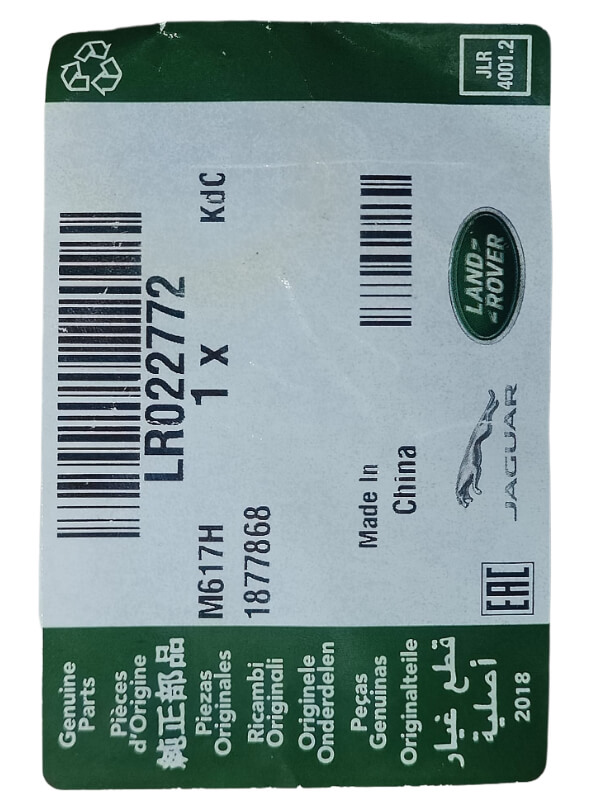 Genuine
Parts
Pièces
d'Origine
純正部品
Piezas
Originales
Ricambi
Originali
Originele
Onderdelen
Peças
Genuinas
Originalteile
قطع غيار
أصلية
2018
LR022772
M617H 1 x KdC
1877868
Made In
China
EAC
JAGUAR
LAND
ROVER
JLR
4001.2